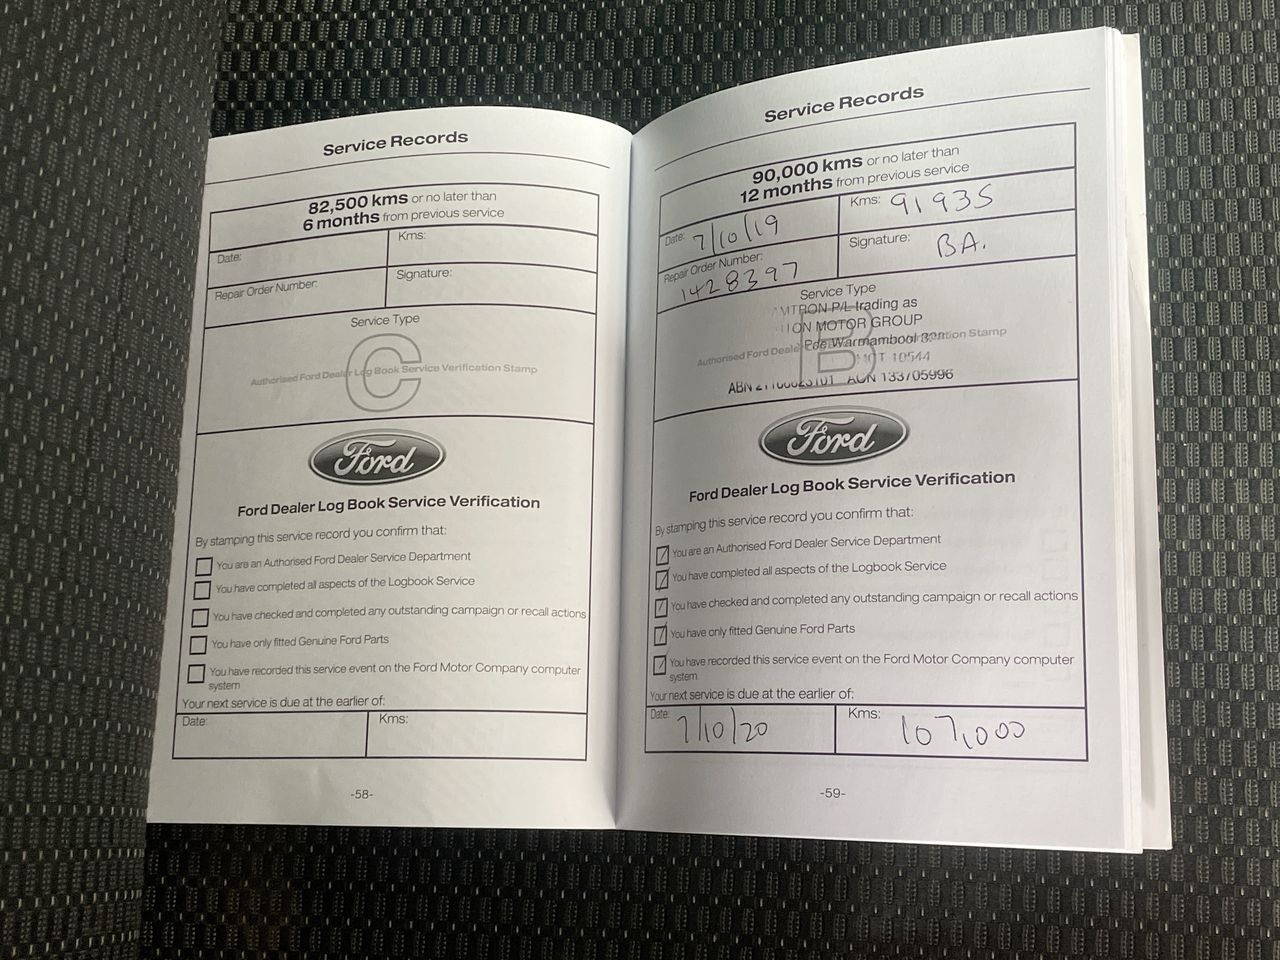 Service Records
82,500 kms or no later than
6 months from previous service
Date:
Kms:
Repair Order Number:
Signature:
Service Type
C
Authorised Ford Dealer Log Book Service Verification Stamp
Ford
Ford Dealer Log Book Service Verification
By stamping this service record you confirm that:
You are an Authorised Ford Dealer Service Department
You have completed all aspects of the Logbook Service
You have checked and completed any outstanding campaign or recall actions
You have only fitted Genuine Ford Parts
You have recorded this service event on the Ford Motor Company computer
system
Your next service is due at the earlier of:
Date:
Kms:
-58-
Service Records
90,000 kms or no later than
12 months from previous service
Date: 7/10/19
Kms: 91935
Repair Order Number:
1428397
Signature: BA.
Service Type
P/L trading as
MOTOR GROUP
B
Authorised Ford Stamp
Pde Warrnambool
10544
ABN ACN 133705996
Ford
Ford Dealer Log Book Service Verification
By stamping this service record you confirm that:
You are an Authorised Ford Dealer Service Department
You have completed all aspects of the Logbook Service
You have checked and completed any outstanding campaign or recall actions
You have only fitted Genuine Ford Parts
You have recorded this service event on the Ford Motor Company computer
system
Your next service is due at the earlier of:
Date: 7/10/20
Kms: 107,000
-59-